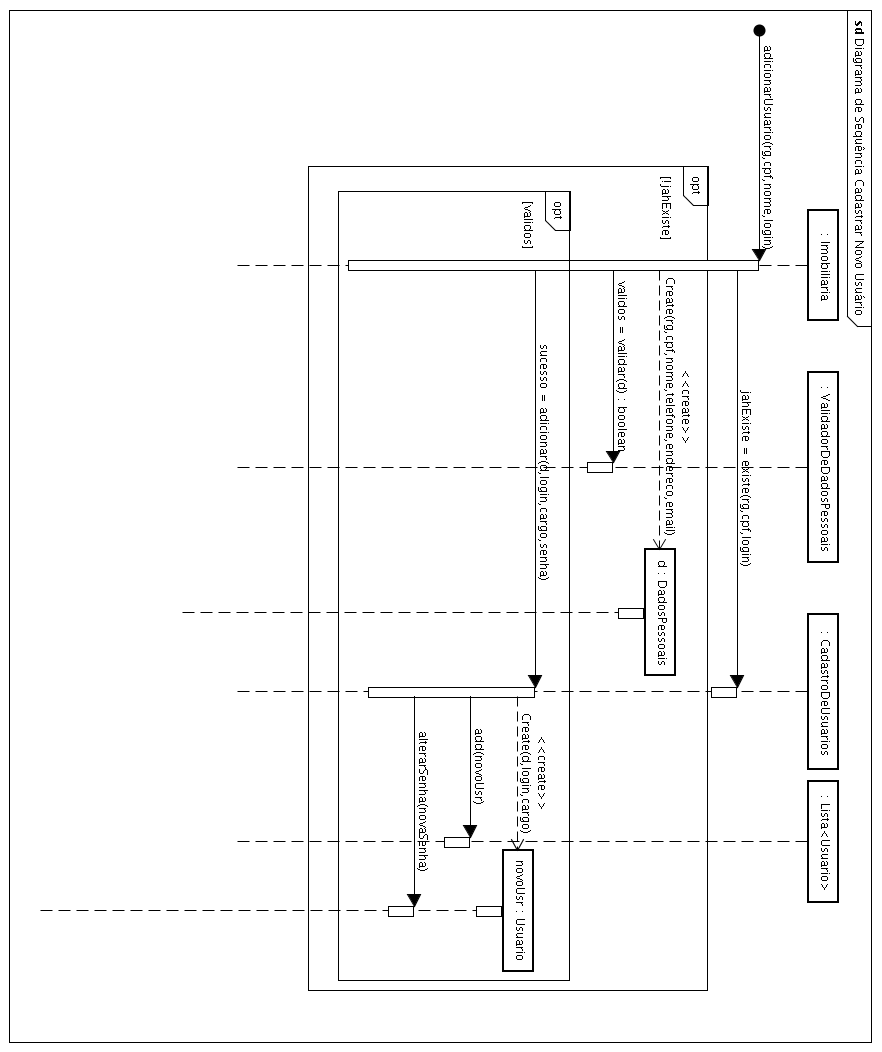 sd Diagrama de Sequência Cadastrar Novo Usuário
: Imobiliaria
: ValidadorDeDadosPessoais
: CadastroDeUsuarios
: Lista<Usuario>
adicionarUsuario(rg,cpf,nome,login)
jahExiste = existe(rg,cpf,login)
opt
[!jahExiste]
<<create>>
Create(rg,cpf,nome,telefone,endereco,email)
d : DadosPessoais
validos = validar(d) : boolean
opt
[validos]
sucesso = adicionar(d,login,cargo,senha)
<<create>>
Create(d,login,cargo)
novoUsr : Usuario
add(novoUsr)
alterarSenha(novaSenha)